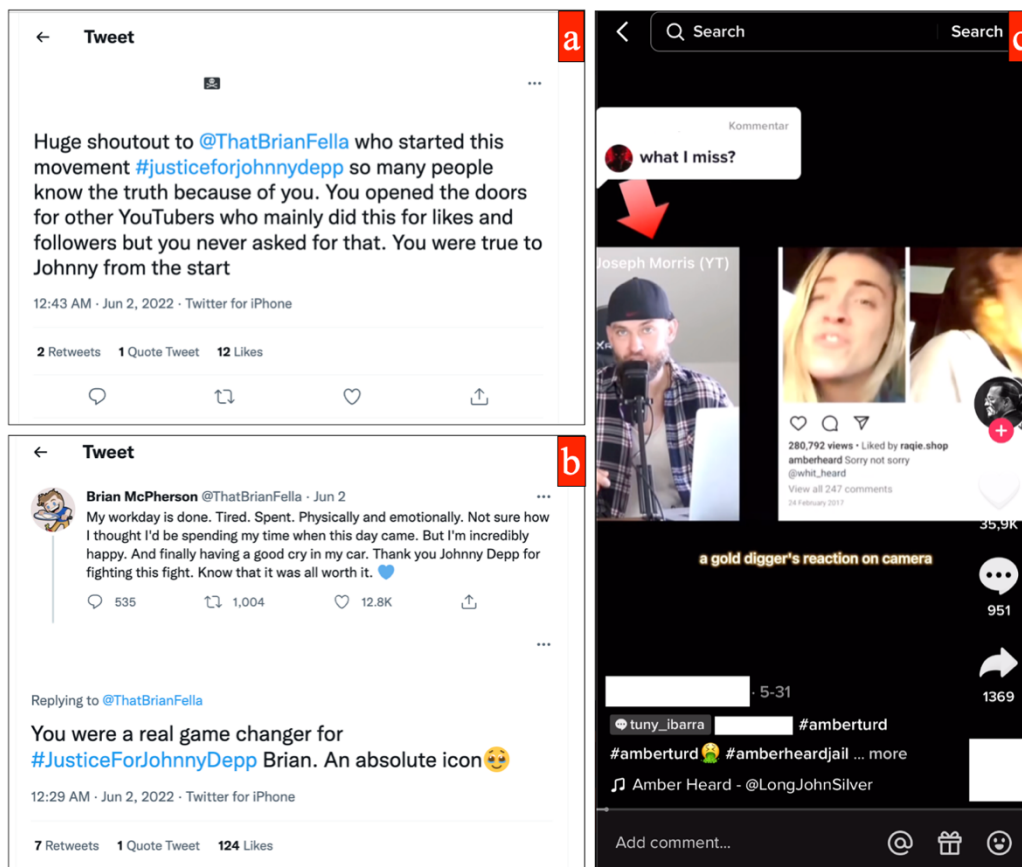 ← Tweet
a
🏴‍☠️
...
Huge shoutout to @ThatBrianFella who started this
movement #justiceforjohnnydepp so many people
know the truth because of you. You opened the doors
for other YouTubers who mainly did this for likes and
followers but you never asked for that. You were true to
Johnny from the start
12:43 AM · Jun 2, 2022 · Twitter for iPhone
2 Retweets 1 Quote Tweet 12 Likes
← Tweet
b
Brian McPherson @ThatBrianFella · Jun 2 ...
My workday is done. Tired. Spent. Physically and emotionally. Not sure how
I thought I'd be spending my time when this day came. But I'm incredibly
happy. And finally having a good cry in my car. Thank you Johnny Depp for
fighting this fight. Know that it was all worth it. 💙
535 1,004 12.8K
...
Replying to @ThatBrianFella
You were a real game changer for
#JusticeForJohnnyDepp Brian. An absolute icon🥹
12:29 AM · Jun 2, 2022 · Twitter for iPhone
7 Retweets 1 Quote Tweet 124 Likes
Search Search
Kommentar
what I miss?
Joseph Morris (YT)
280,792 views · Liked by raqie.shop
amberheard Sorry not sorry
@whit_heard
View all 247 comments
24 February 2017
35,9K
a gold digger's reaction on camera
951
1369
· 5-31
tuny_ibarra #amberturd
#amberturd🤮 #amberheardjail ... more
♫ Amber Heard - @LongJohnSilver
Add comment... @